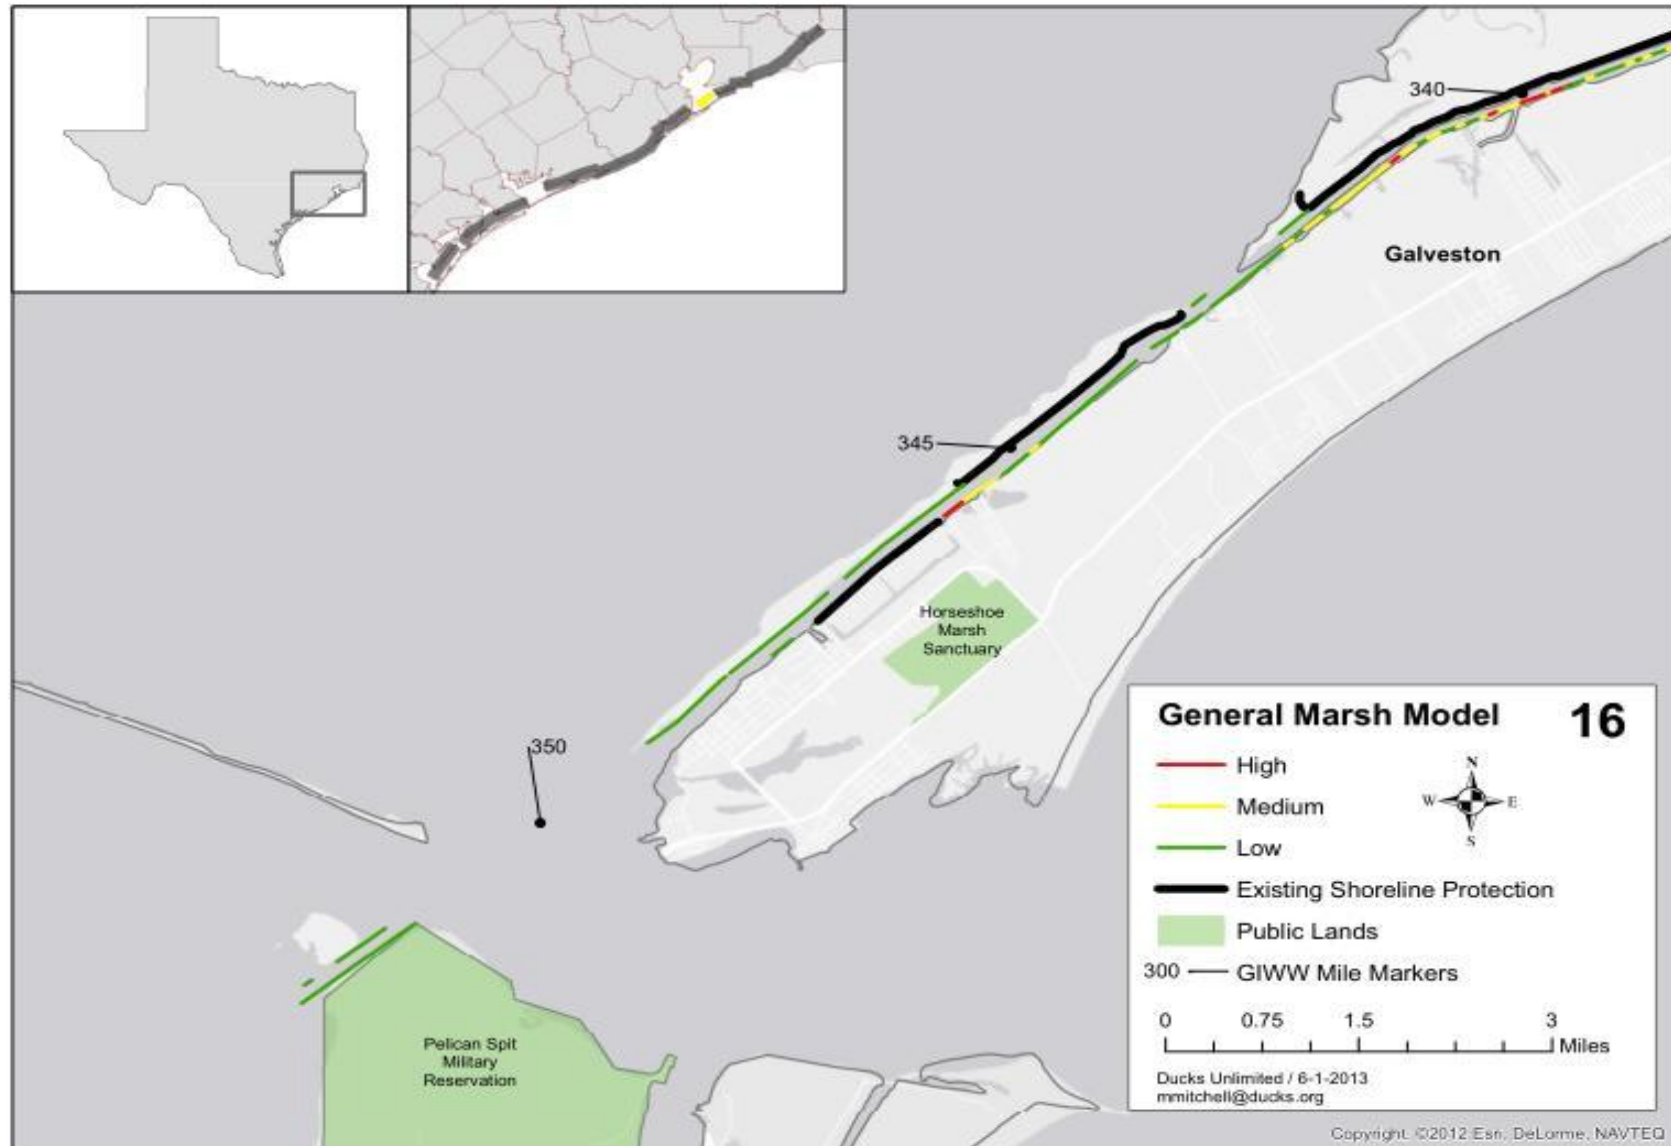 340
Galveston
345
Horseshoe
Marsh
Sanctuary
350
Pelican Spit
Military
Reservation
General Marsh Model 16
High
Medium
Low
Existing Shoreline Protection
Public Lands
300 GIWW Mile Markers
N
W E
S
0 0.75 1.5 3
Miles
Ducks Unlimited / 6-1-2013
mmitchell@ducks.org
Copyright: ©2012 Esri, DeLorme, NAVTEQ